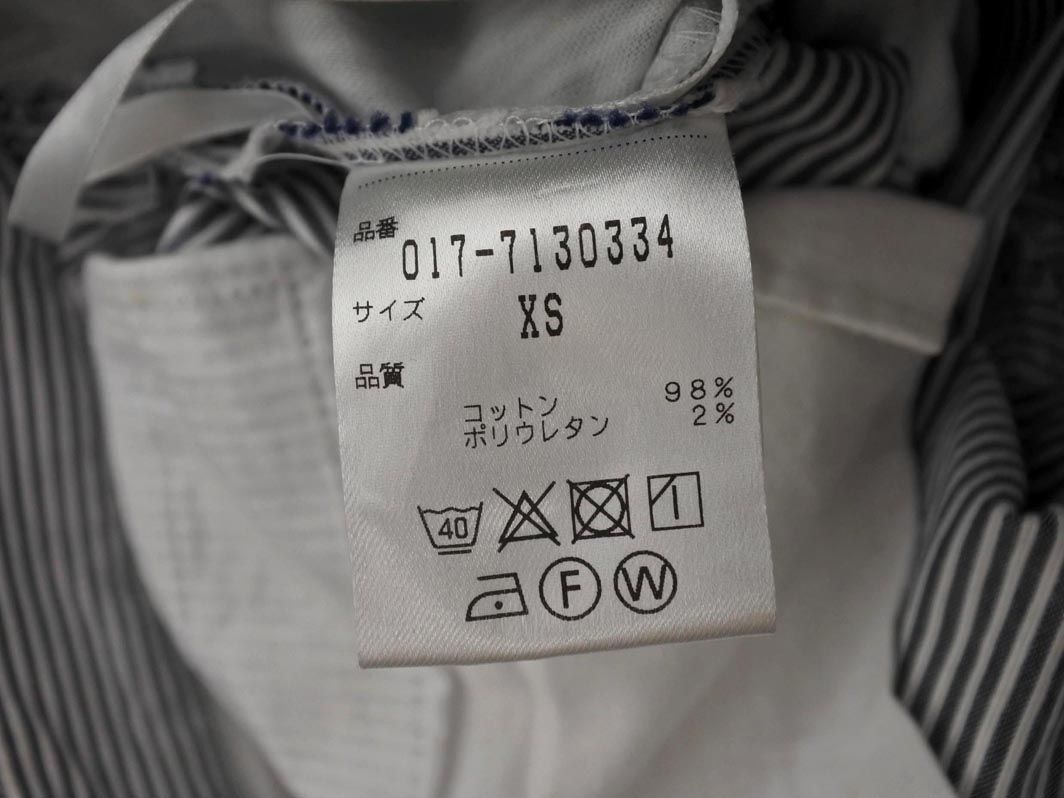 品番 017-7130334
サイズ XS
品質
コットン 98%
ポリウレタン 2%
40
F W